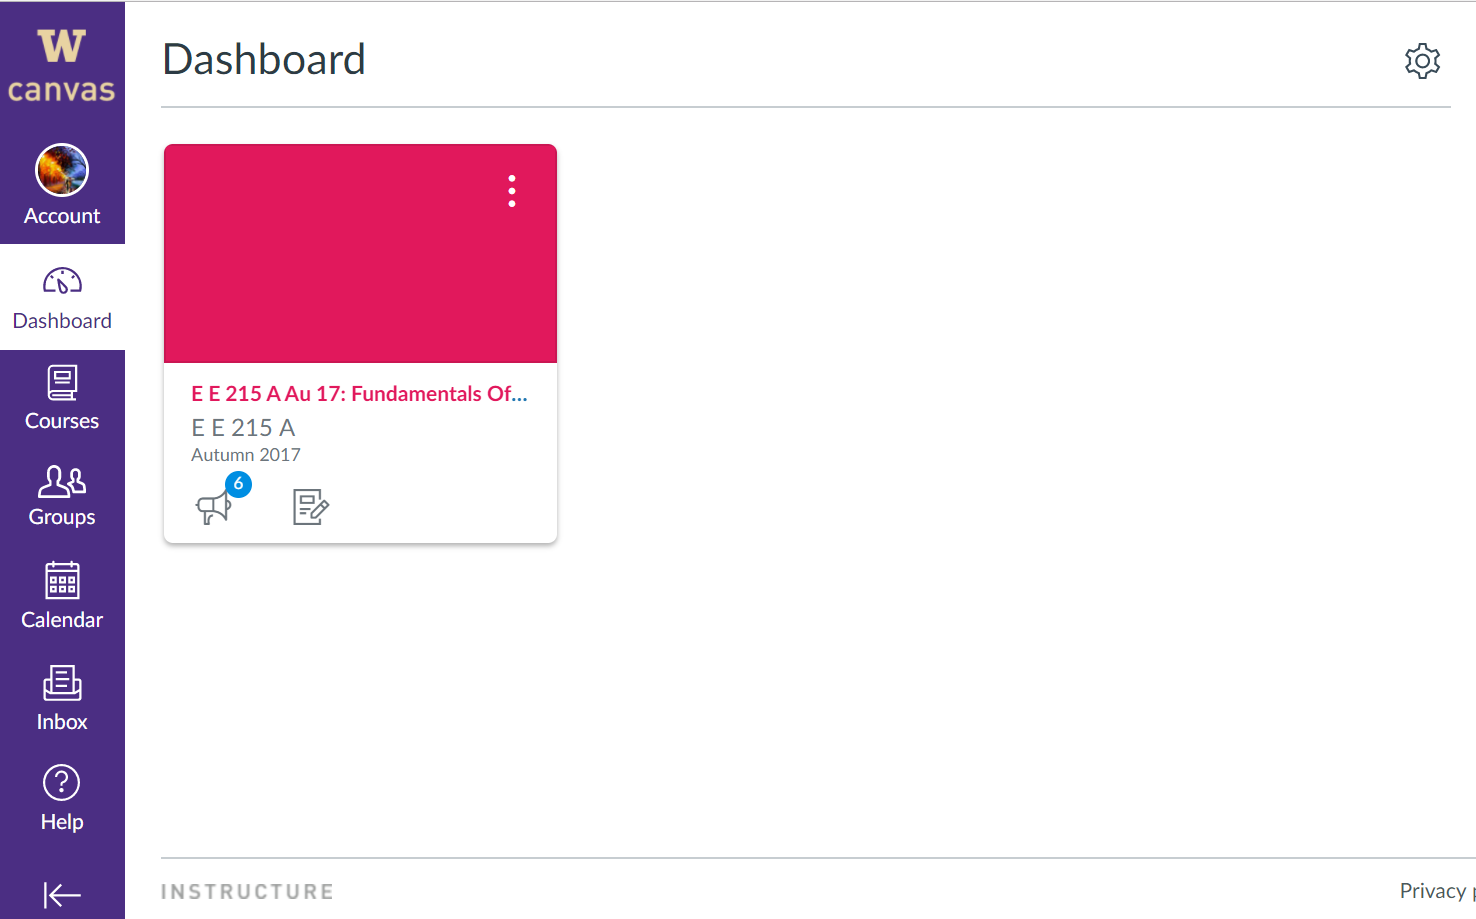 W
canvas
Account
Dashboard
Courses
Groups
Calendar
Inbox
Help
Dashboard
E E 215 A Au 17: Fundamentals Of...
E E 215 A
Autumn 2017
6
INSTRUCTURE
Privacy